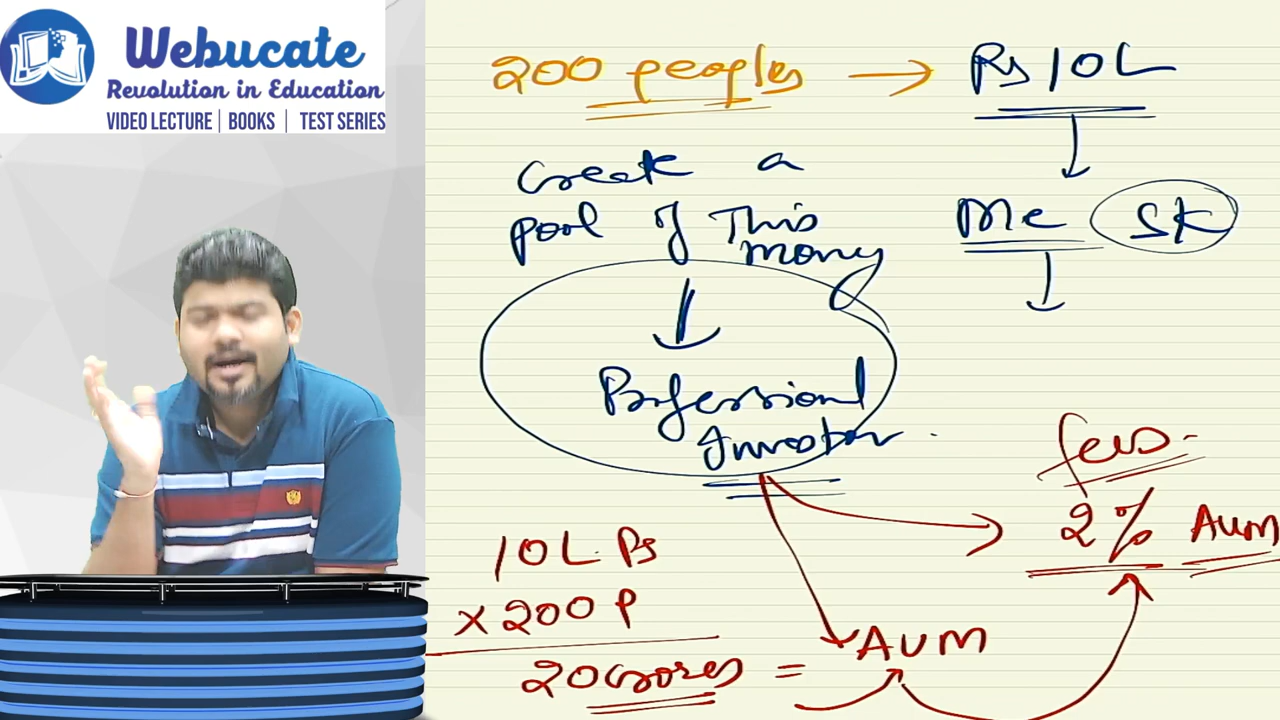 Webucate
Revolution in Education
VIDEO LECTURE | BOOKS | TEST SERIES
200 peoples → Rs 10L
Create a
pool of This
money
Me SK
Professional
Investor.
fees.
2% AUM
10L Rs
× 200 P
20 Crores = AUM